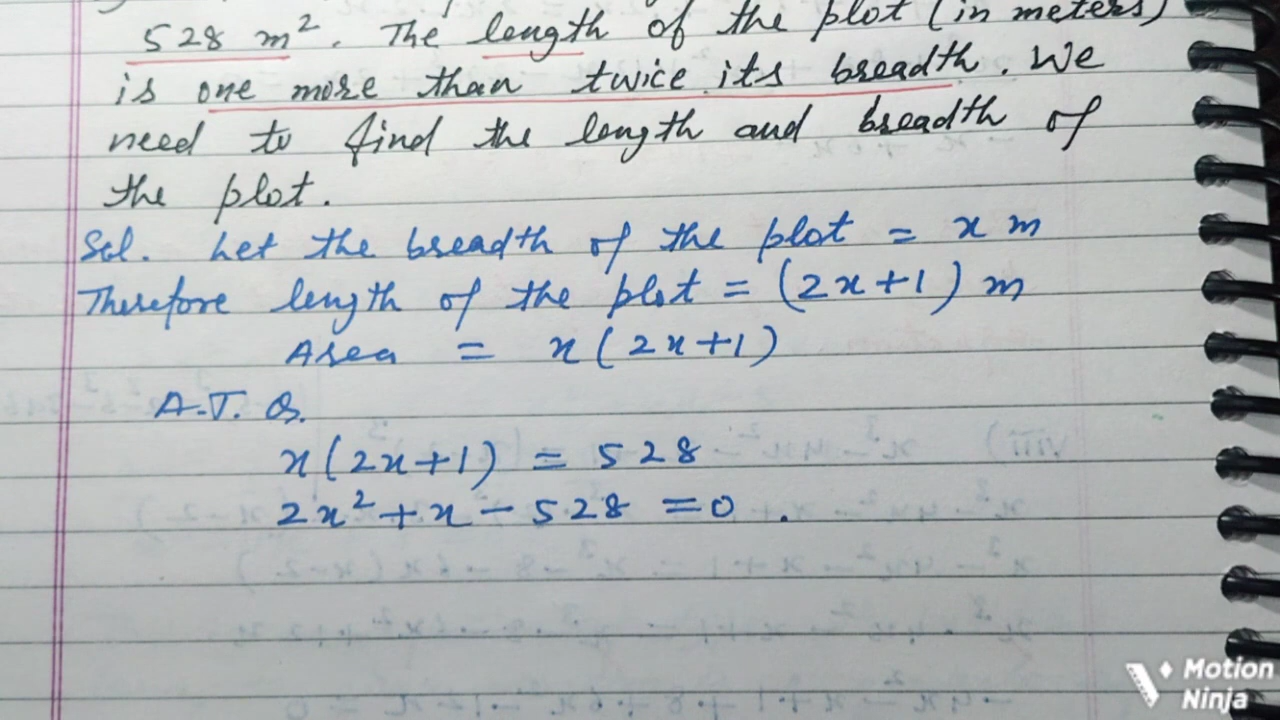 528 m². The length of the plot (in meters)
is one more than twice its breadth. We
need to find the length and breadth of
the plot.
Sol. Let the breadth of the plot = x m
Therefore length of the plot = (2x+1) m
Area = x(2x+1)
A.T.Q.
x(2x+1) = 528
2x²+x-528 =0.
Motion
Ninja